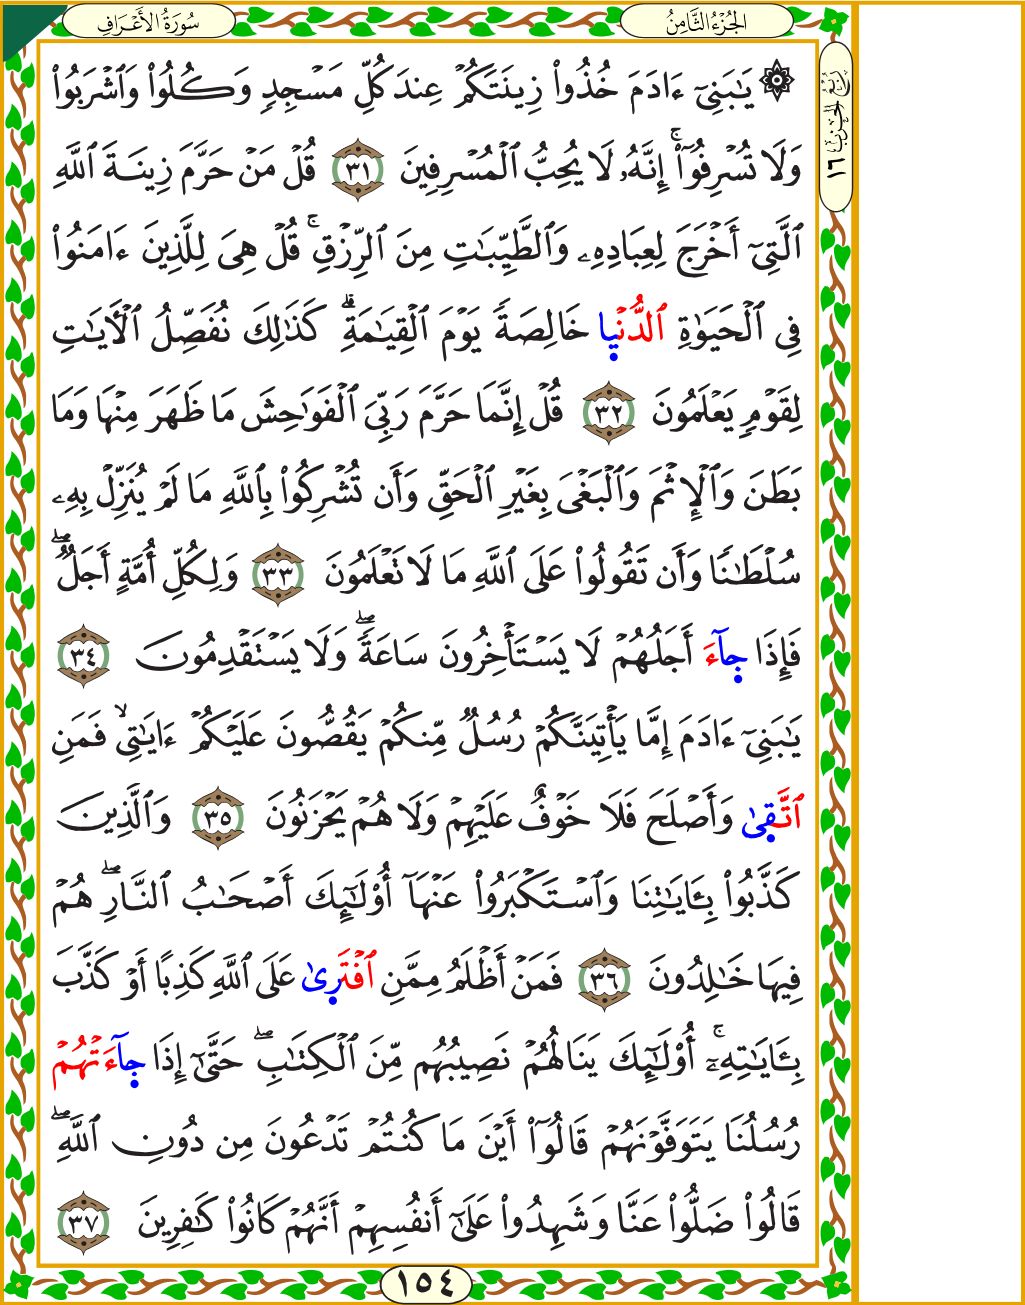 سُورَةُ الأَعْرَافِ
الجُزْءُ الثَّامِنُ
۞ يَٰبَنِيٓ ءَادَمَ خُذُواْ زِينَتَكُمْ عِندَ كُلِّ مَسْجِدٖ وَكُلُواْ وَٱشْرَبُواْ
وَلَا تُسْرِفُوٓاْۚ إِنَّهُۥ لَا يُحِبُّ ٱلْمُسْرِفِينَ ٣١ قُلْ مَنْ حَرَّمَ زِينَةَ ٱللَّهِ
ٱلَّتِيٓ أَخْرَجَ لِعِبَادِهِۦ وَٱلطَّيِّبَٰتِ مِنَ ٱلرِّزْقِۚ قُلْ هِيَ لِلَّذِينَ ءَامَنُواْ
فِي ٱلْحَيَوٰةِ ٱلدُّنْيٜا خَالِصَةٗ يَوْمَ ٱلْقِيَٰمَةِۗ كَذَٰلِكَ نُفَصِّلُ ٱلْأٓيَٰتِ
لِقَوْمٖ يَعْلَمُونَ ٣٢ قُلْ إِنَّمَا حَرَّمَ رَبِّيَ ٱلْفَوَٰحِشَ مَا ظَهَرَ مِنْهَا وَمَا
بَطَنَ وَٱلْإِثْمَ وَٱلْبَغْيَ بِغَيْرِ ٱلْحَقِّ وَأَن تُشْرِكُواْ بِٱللَّهِ مَا لَمْ يُنَزِّلْ بِهِۦ
سُلْطَٰنٗا وَأَن تَقُولُواْ عَلَى ٱللَّهِ مَا لَا تَعْلَمُونَ ٣٣ وَلِكُلِّ أُمَّةٍ أَجَلٞۖ
فَإِذَا جَآءَ أَجَلُهُمْ لَا يَسْتَأْخِرُونَ سَاعَةٗۖ وَلَا يَسْتَقْدِمُونَ ٣٤
يَٰبَنِيٓ ءَادَمَ إِمَّا يَأْتِيَنَّكُمْ رُسُلٞ مِّنكُمْ يَقُصُّونَ عَلَيْكُمْ ءَايَٰتِيۙ فَمَنِ
ٱتَّقٜىٰ وَأَصْلَحَ فَلَا خَوْفٌ عَلَيْهِمْ وَلَا هُمْ يَحْزَنُونَ ٣٥ وَٱلَّذِينَ
كَذَّبُواْ بِـَٔايَٰتِنَا وَٱسْتَكْبَرُواْ عَنْهَآ أُوْلَٰٓئِكَ أَصْحَٰبُ ٱلنَّارِۖ هُمْ
فِيهَا خَٰلِدُونَ ٣٦ فَمَنْ أَظْلَمُ مِمَّنِ ٱفْتَرٜىٰ عَلَى ٱللَّهِ كَذِبًا أَوْ كَذَّبَ
بِـَٔايَٰتِهِۦٓۚ أُوْلَٰٓئِكَ يَنَالُهُمْ نَصِيبُهُم مِّنَ ٱلْكِتَٰبِۖ حَتَّىٰٓ إِذَا جَآءَتْهُمْ
رُسُلُنَا يَتَوَفَّوْنَهُمْ قَالُوٓاْ أَيْنَ مَا كُنتُمْ تَدْعُونَ مِن دُونِ ٱللَّهِۖ
قَالُواْ ضَلُّواْ عَنَّا وَشَهِدُواْ عَلَىٰٓ أَنفُسِهِمْ أَنَّهُمْ كَانُواْ كَٰفِرِينَ ٣٧
١٥٤